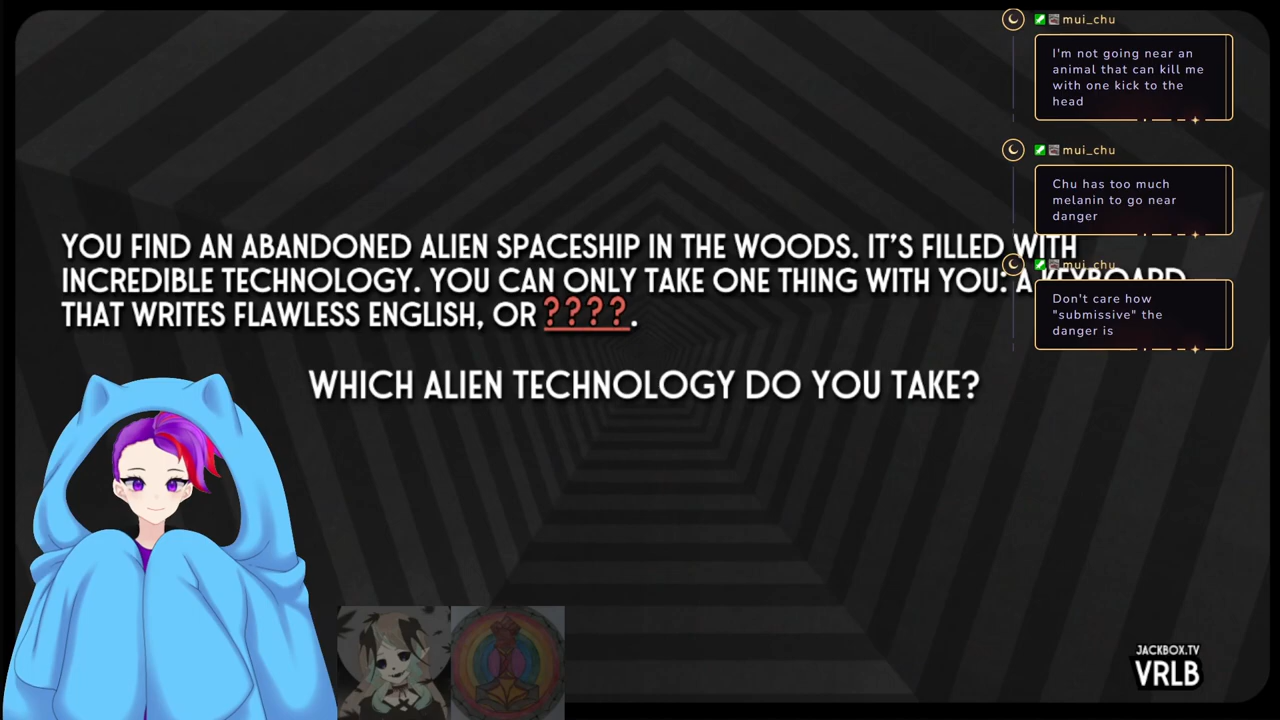 YOU FIND AN ABANDONED ALIEN SPACESHIP IN THE WOODS. IT'S FILLED WITH
INCREDIBLE TECHNOLOGY. YOU CAN ONLY TAKE ONE THING WITH YOU: A KEYBOARD
THAT WRITES FLAWLESS ENGLISH, OR ????.
WHICH ALIEN TECHNOLOGY DO YOU TAKE?
mui_chu
I'm not going near an
animal that can kill me
with one kick to the
head
mui_chu
Chu has too much
melanin to go near
danger
mui_chu
Don't care how
"submissive" the
danger is
JACKBOX.TV
VRLB